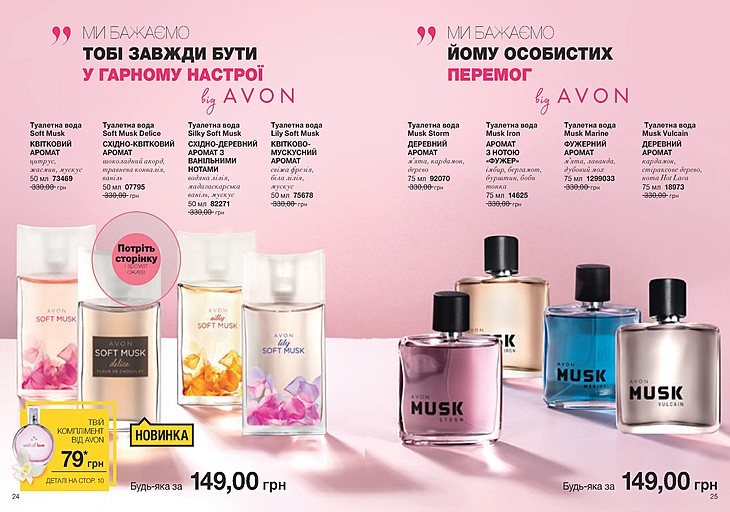 МИ БАЖАЄМО
ТОБІ ЗАВЖДИ БУТИ
У ГАРНОМУ НАСТРОЇ
від AVON
Туалетна вода
Soft Musk
КВІТКОВИЙ
АРОМАТ
цитрус,
жасмин, мускус
50 мл 73469
330,00 грн
Туалетна вода
Soft Musk Delice
СХІДНО-КВІТКОВИЙ
АРОМАТ
шоколадний акорд,
травнева конвалія,
ваніль
50 мл 07795
330,00 грн
Туалетна вода
Silky Soft Musk
СХІДНО-ДЕРЕВНИЙ
АРОМАТ З
ВАНІЛЬНИМИ
НОТАМИ
водяна лілія,
мадагаскарська
ваніль, мускус
50 мл 82271
330,00 грн
Туалетна вода
Lily Soft Musk
КВІТКОВО-
МУСКУСНИЙ
АРОМАТ
свіжа фрезія,
біла лілія,
мускус
50 мл 75678
330,00 грн
Потріть
сторінку
і аромат
оживе
SOFT MUSK
AVON
SOFT MUSK
delice
FLEUR DE CHOCOLAT
AVON
silky
SOFT MUSK
AVON
lily
SOFT MUSK
ТВІЙ
КОМПЛІМЕНТ
ВІД AVON
79* грн
ДЕТАЛІ НА СТОР. 10
НОВИНКА
Будь-яка за 149,00 грн
24
МИ БАЖАЄМО
ЙОМУ ОСОБИСТИХ
ПЕРЕМОГ
від AVON
Туалетна вода
Musk Storm
ДЕРЕВНИЙ
АРОМАТ
м'ята, кардамон,
дерево
75 мл 92070
330,00 грн
Туалетна вода
Musk Iron
АРОМАТ
З НОТОЮ
«ФУЖЕР»
імбир, бергамот,
бурштин, боби
тонка
75 мл 14625
330,00 грн
Туалетна вода
Musk Marine
ФУЖЕРНИЙ
АРОМАТ
м'ята, лаванда,
дубовий мох
75 мл 1299033
330,00 грн
Туалетна вода
Musk Vulcain
ДЕРЕВНИЙ
АРОМАТ
кардамон,
стираксове дерево,
нота Hot Lava
75 мл 18973
330,00 грн
AVON
MUSK
STORM
IRON
AVON
MUSK
MARINE
AVON
MUSK
VULCAIN
Будь-яка за 149,00 грн
25